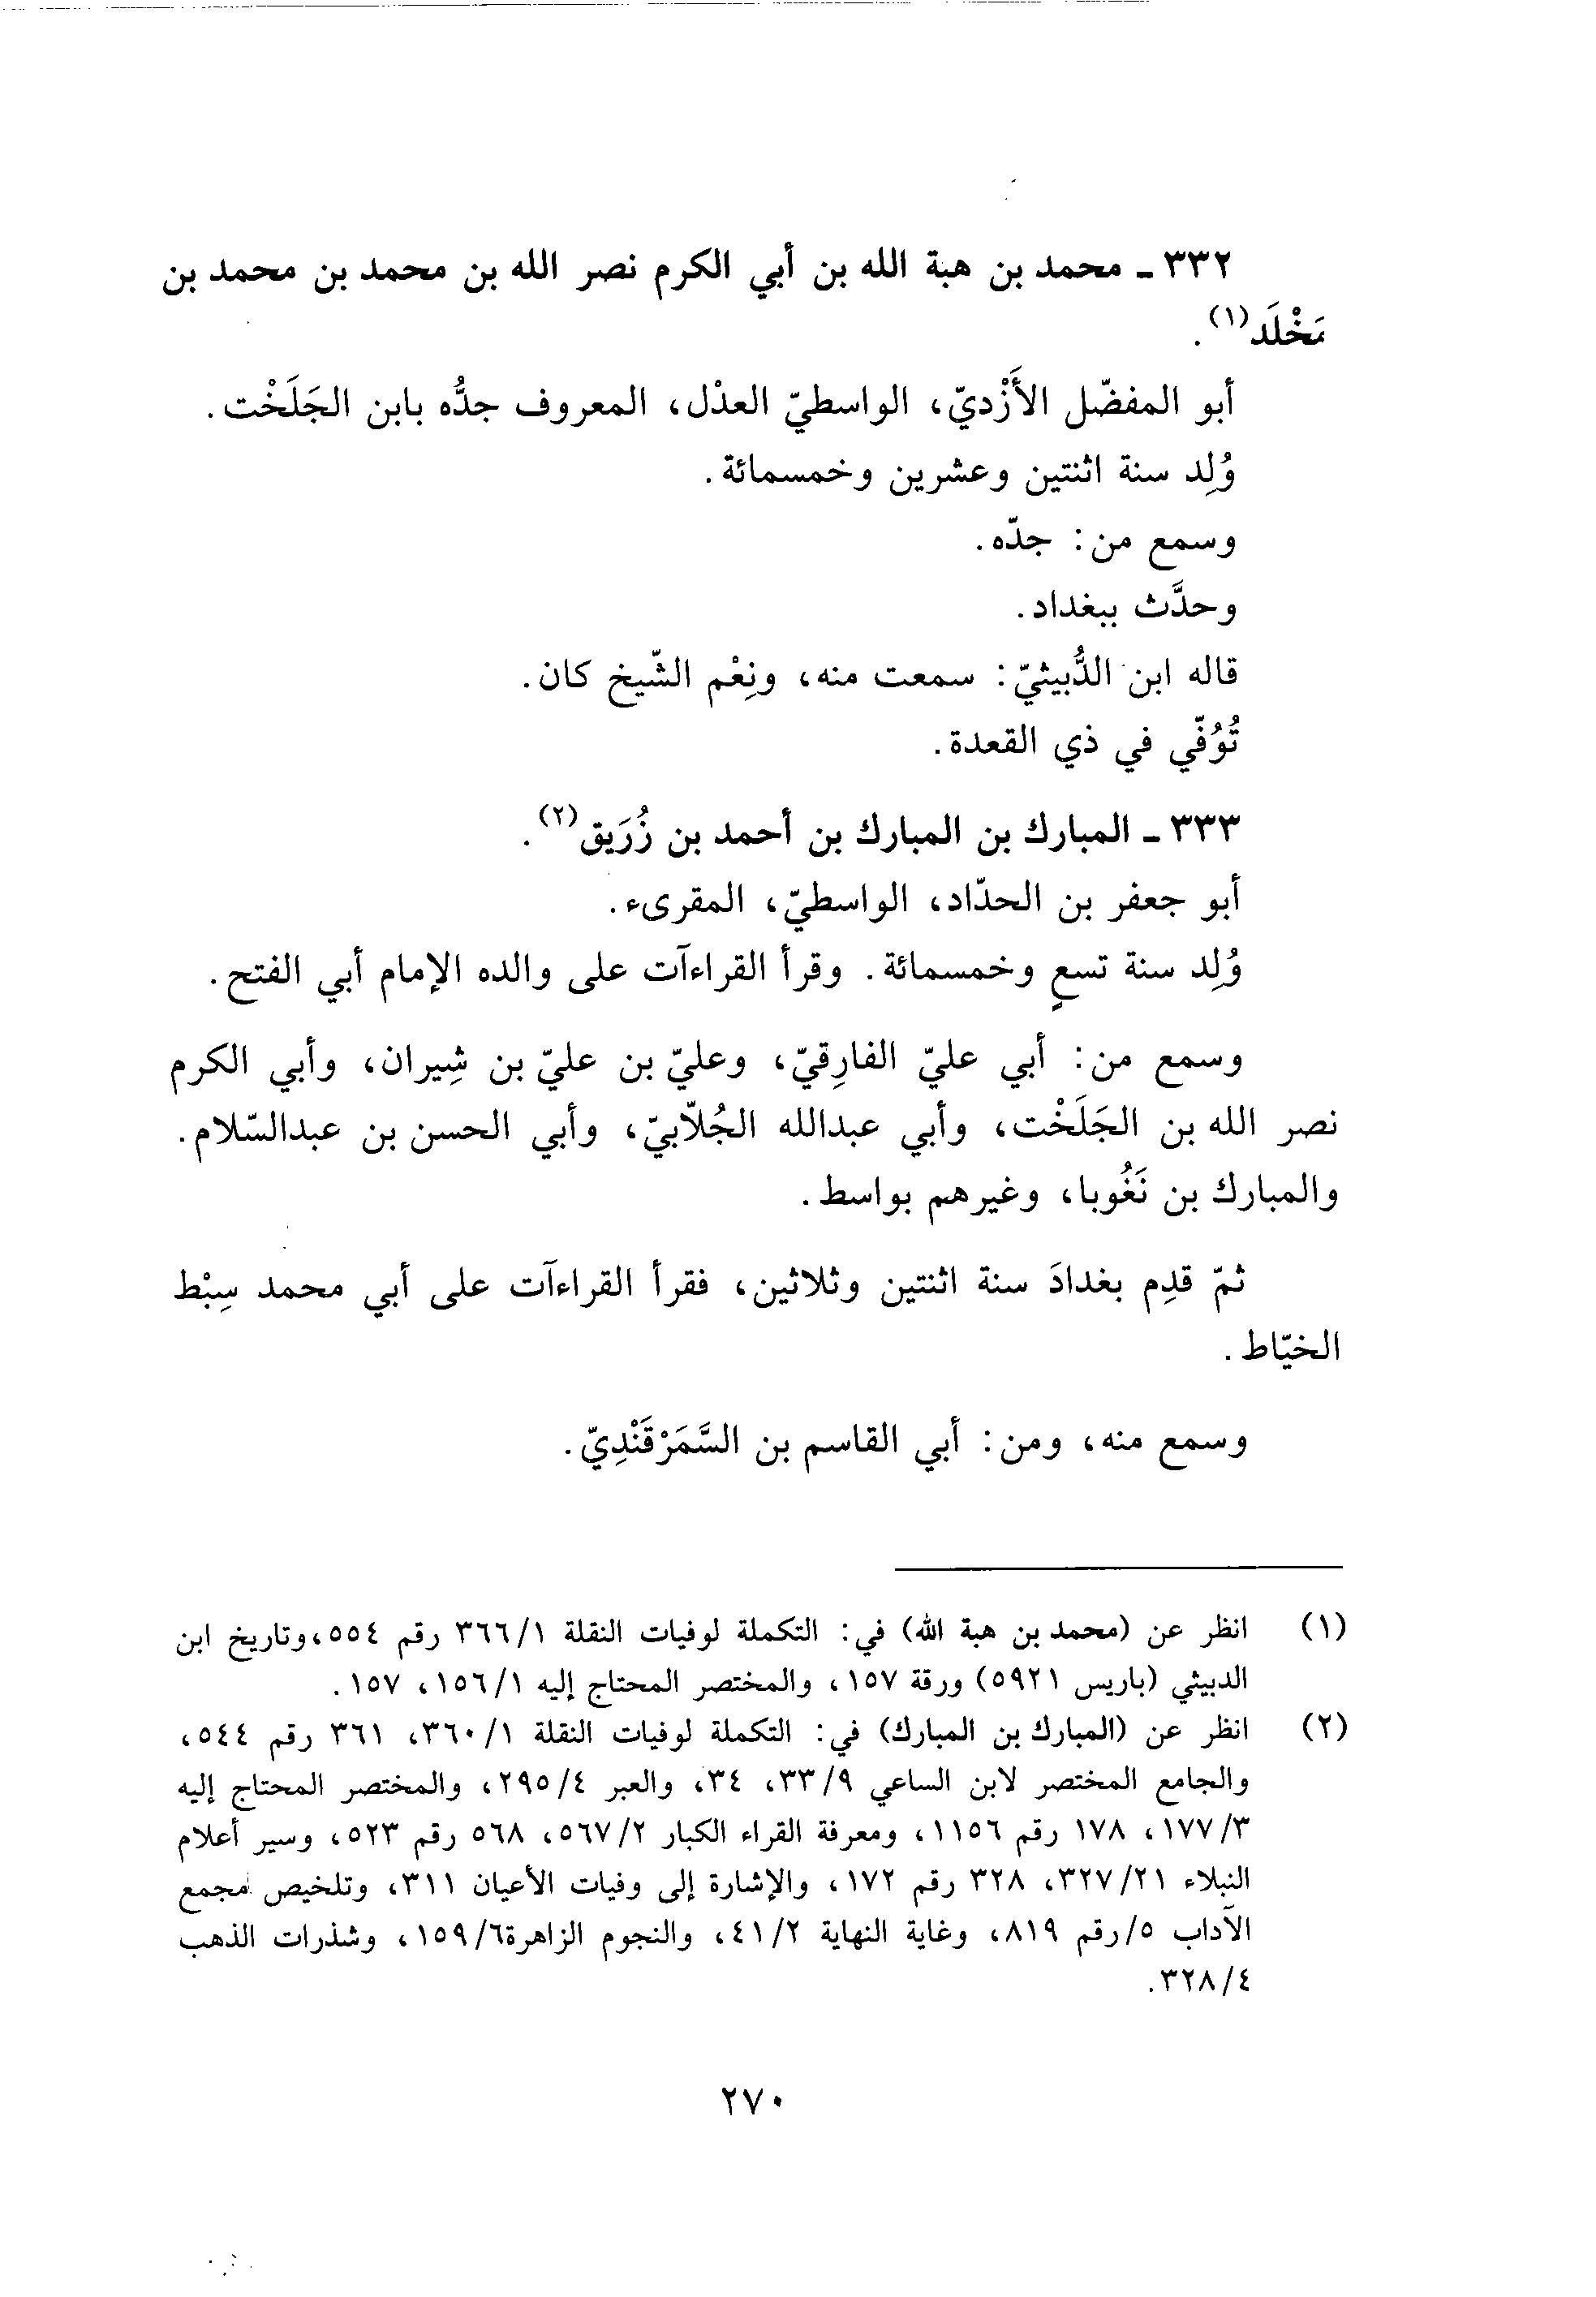 ٣٣٢ ـ محمد بن هبة الله بن أبي الكرم نصر الله بن محمد بن محمد بن
مَخْلَد(١).
أبو المفضّل الأَزْديّ، الواسطيّ العدْل، المعروف جدُّه بابن الجَلَخْت.
وُلِد سنة اثنتين وعشرين وخمسمائة.
وسمع من: جدّه.
وحدَّث ببغداد.
قاله ابن الدُّبيثيّ: سمعت منه، ونِعْم الشّيخ كان.
تُوُفّي في ذي القعدة.
٣٣٣ ـ المبارك بن المبارك بن أحمد بن زُرَيق(٢).
أبو جعفر بن الحدّاد، الواسطيّ، المقرىء.
وُلِد سنة تسعٍ وخمسمائة. وقرأ القراءآت على والده الإمام أبي الفتح.
وسمع من: أبي عليّ الفارِقيّ، وعليّ بن عليّ بن شِيران، وأبي الكرم
نصر الله بن الجَلَخْت، وأبي عبدالله الجُلاّبيّ، وأبي الحسن بن عبدالسّلام.
والمبارك بن نَغُوبا، وغيرهم بواسط.
ثمّ قدِم بغدادَ سنة اثنتين وثلاثين، فقرأ القراءآت على أبي محمد سِبْط
الخيّاط.
وسمع منه، ومن: أبي القاسم بن السَّمَرْقَنْدِيّ.
(١) انظر عن (محمد بن هبة الله) في: التكملة لوفيات النقلة ٣٦٦/١ رقم ٥٥٤،وتاريخ ابن
الدبيثي (باريس ٥٩٢١) ورقة ١٥٧، والمختصر المحتاج إليه ١٥٦/١، ١٥٧.
(٢) انظر عن (المبارك بن المبارك) في: التكملة لوفيات النقلة ٣٦٠/١، ٣٦١ رقم ٥٤٤،
والجامع المختصر لابن الساعي ٣٣/٩، ٣٤، والعبر ٢٩٥/٤، والمختصر المحتاج إليه
١٧٧/٣، ١٧٨ رقم ١١٥٦، ومعرفة القراء الكبار ٥٦٧/٢، ٥٦٨ رقم ٥٢٣، وسير أعلام
النبلاء ٣٢٧/٢١، ٣٢٨ رقم ١٧٢، والإشارة إلى وفيات الأعيان ٣١١، وتلخيص مجمع
الآداب ٥/رقم ٨١٩، وغاية النهاية ٤١/٢، والنجوم الزاهرة١٥٩/٦، وشذرات الذهب
٣٢٨/٤.
٢٧٠